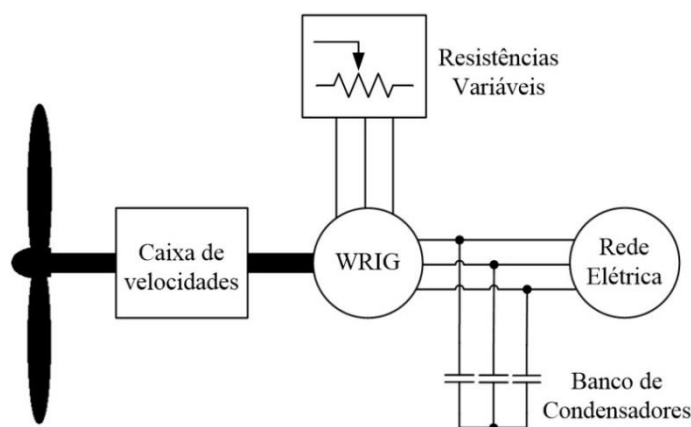 Resistências
Variáveis
Caixa de
velocidades
WRIG
Rede
Elétrica
Banco de
Condensadores